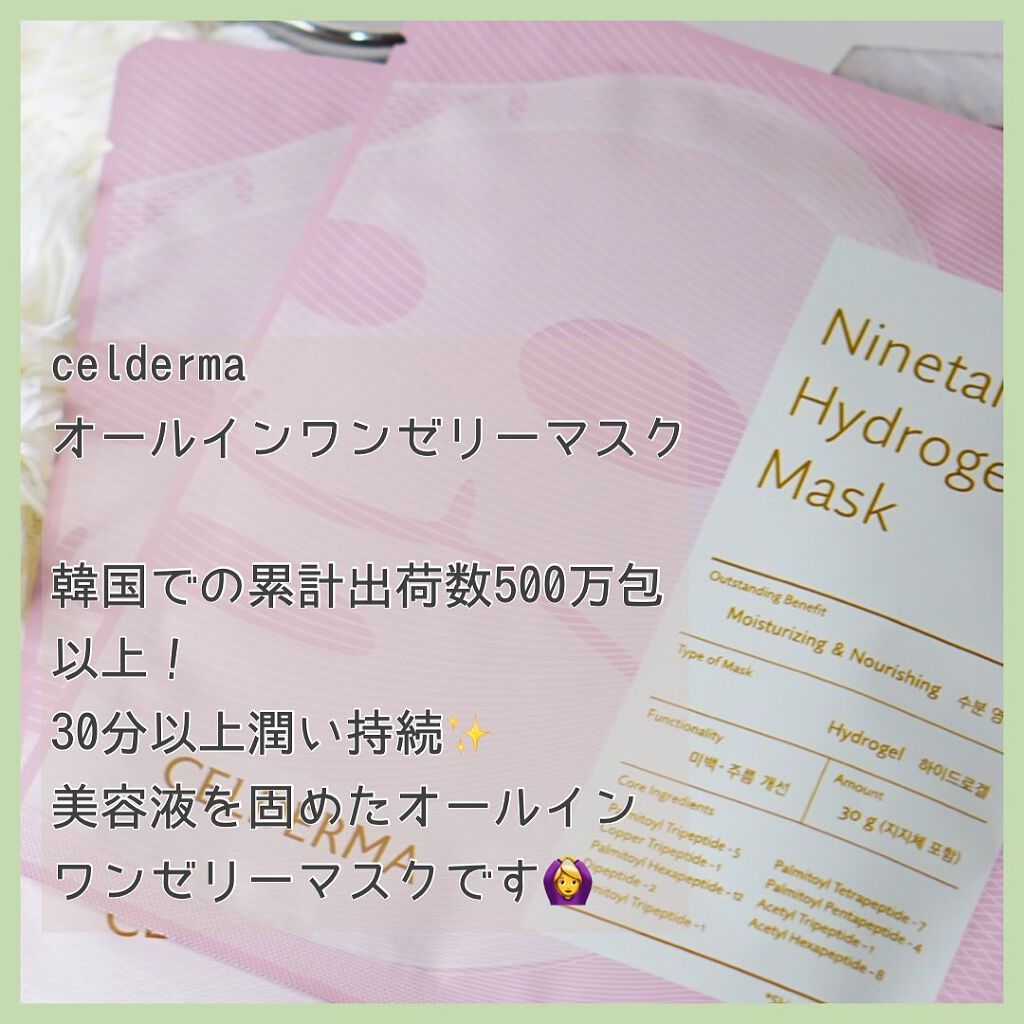 celderma
オールインワンゼリーマスク
韓国での累計出荷数500万包
以上！
30分以上潤い持続✨
美容液を固めたオールイン
ワンゼリーマスクです🙆
CELDERMA
CE
Ninetal
Hydroge
Mask
Outstanding Benefit
Moisturizing & Nourishing 수분 영
Type of Mask
Hydrogel 하이드로겔
Functionality
미백・주름 개선
Amount
30 g (지지체 포함)
Core Ingredients
Palmitoyl Tripeptide - 5
Copper Tripeptide - 1
Palmitoyl Hexapeptide - 12
peptide - 2
mitoyl Tripeptide - 1
Palmitoyl Tetrapeptide - 7
Palmitoyl Pentapeptide - 4
Acetyl Tripeptide - 1
Acetyl Hexapeptide - 8